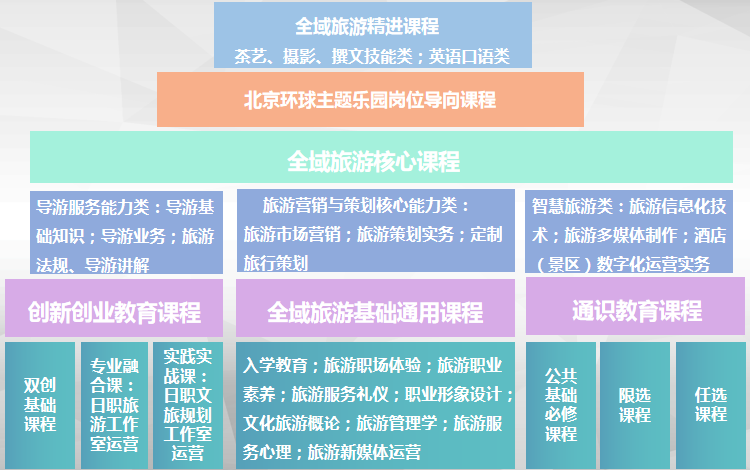 全域旅游精进课程
茶艺、摄影、撰文技能类；英语口语类
北京环球主题乐园岗位导向课程
全域旅游核心课程
导游服务能力类：导游基
础知识；导游业务；旅游
法规、导游讲解
旅游营销与策划核心能力类：
旅游市场营销；旅游策划实务；定制
旅行策划
智慧旅游类：旅游信息化技
术；旅游多媒体制作；酒店
（景区）数字化运营实务
创新创业教育课程
全域旅游基础通用课程
通识教育课程
双创
基础
课程
专业融
合课：
日职旅
游工作
室运营
实践实
战课：
日职文
旅规划
工作室
运营
入学教育；旅游职场体验；旅游职业
素养；旅游服务礼仪；职业形象设计；
文化旅游概论；旅游管理学；旅游服
务心理；旅游新媒体运营
公共
基础
必修
课程
限选
课程
任选
课程